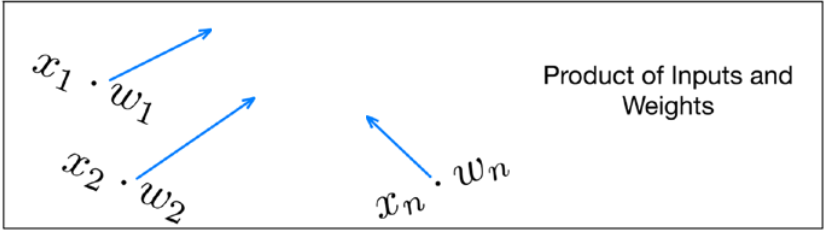 x₁ · w₁
x₂ · w₂
xₙ · wₙ
Product of Inputs and
Weights